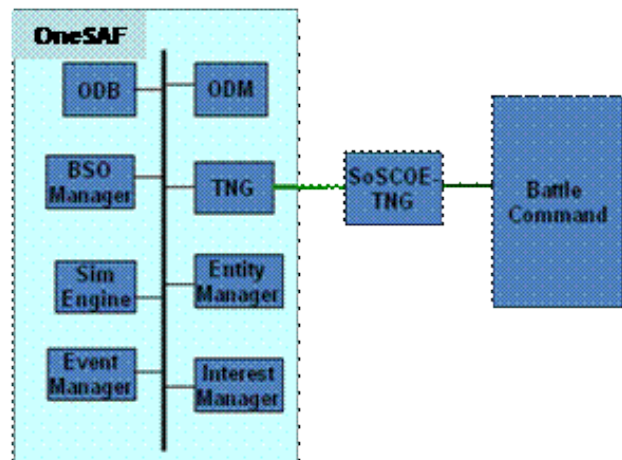 OneSAF
ODB
ODM
BSO
Manager
TNG
SoSCOE-
TNG
Battle
Command
Sim
Engine
Entity
Manager
Event
Manager
Interest
Manager